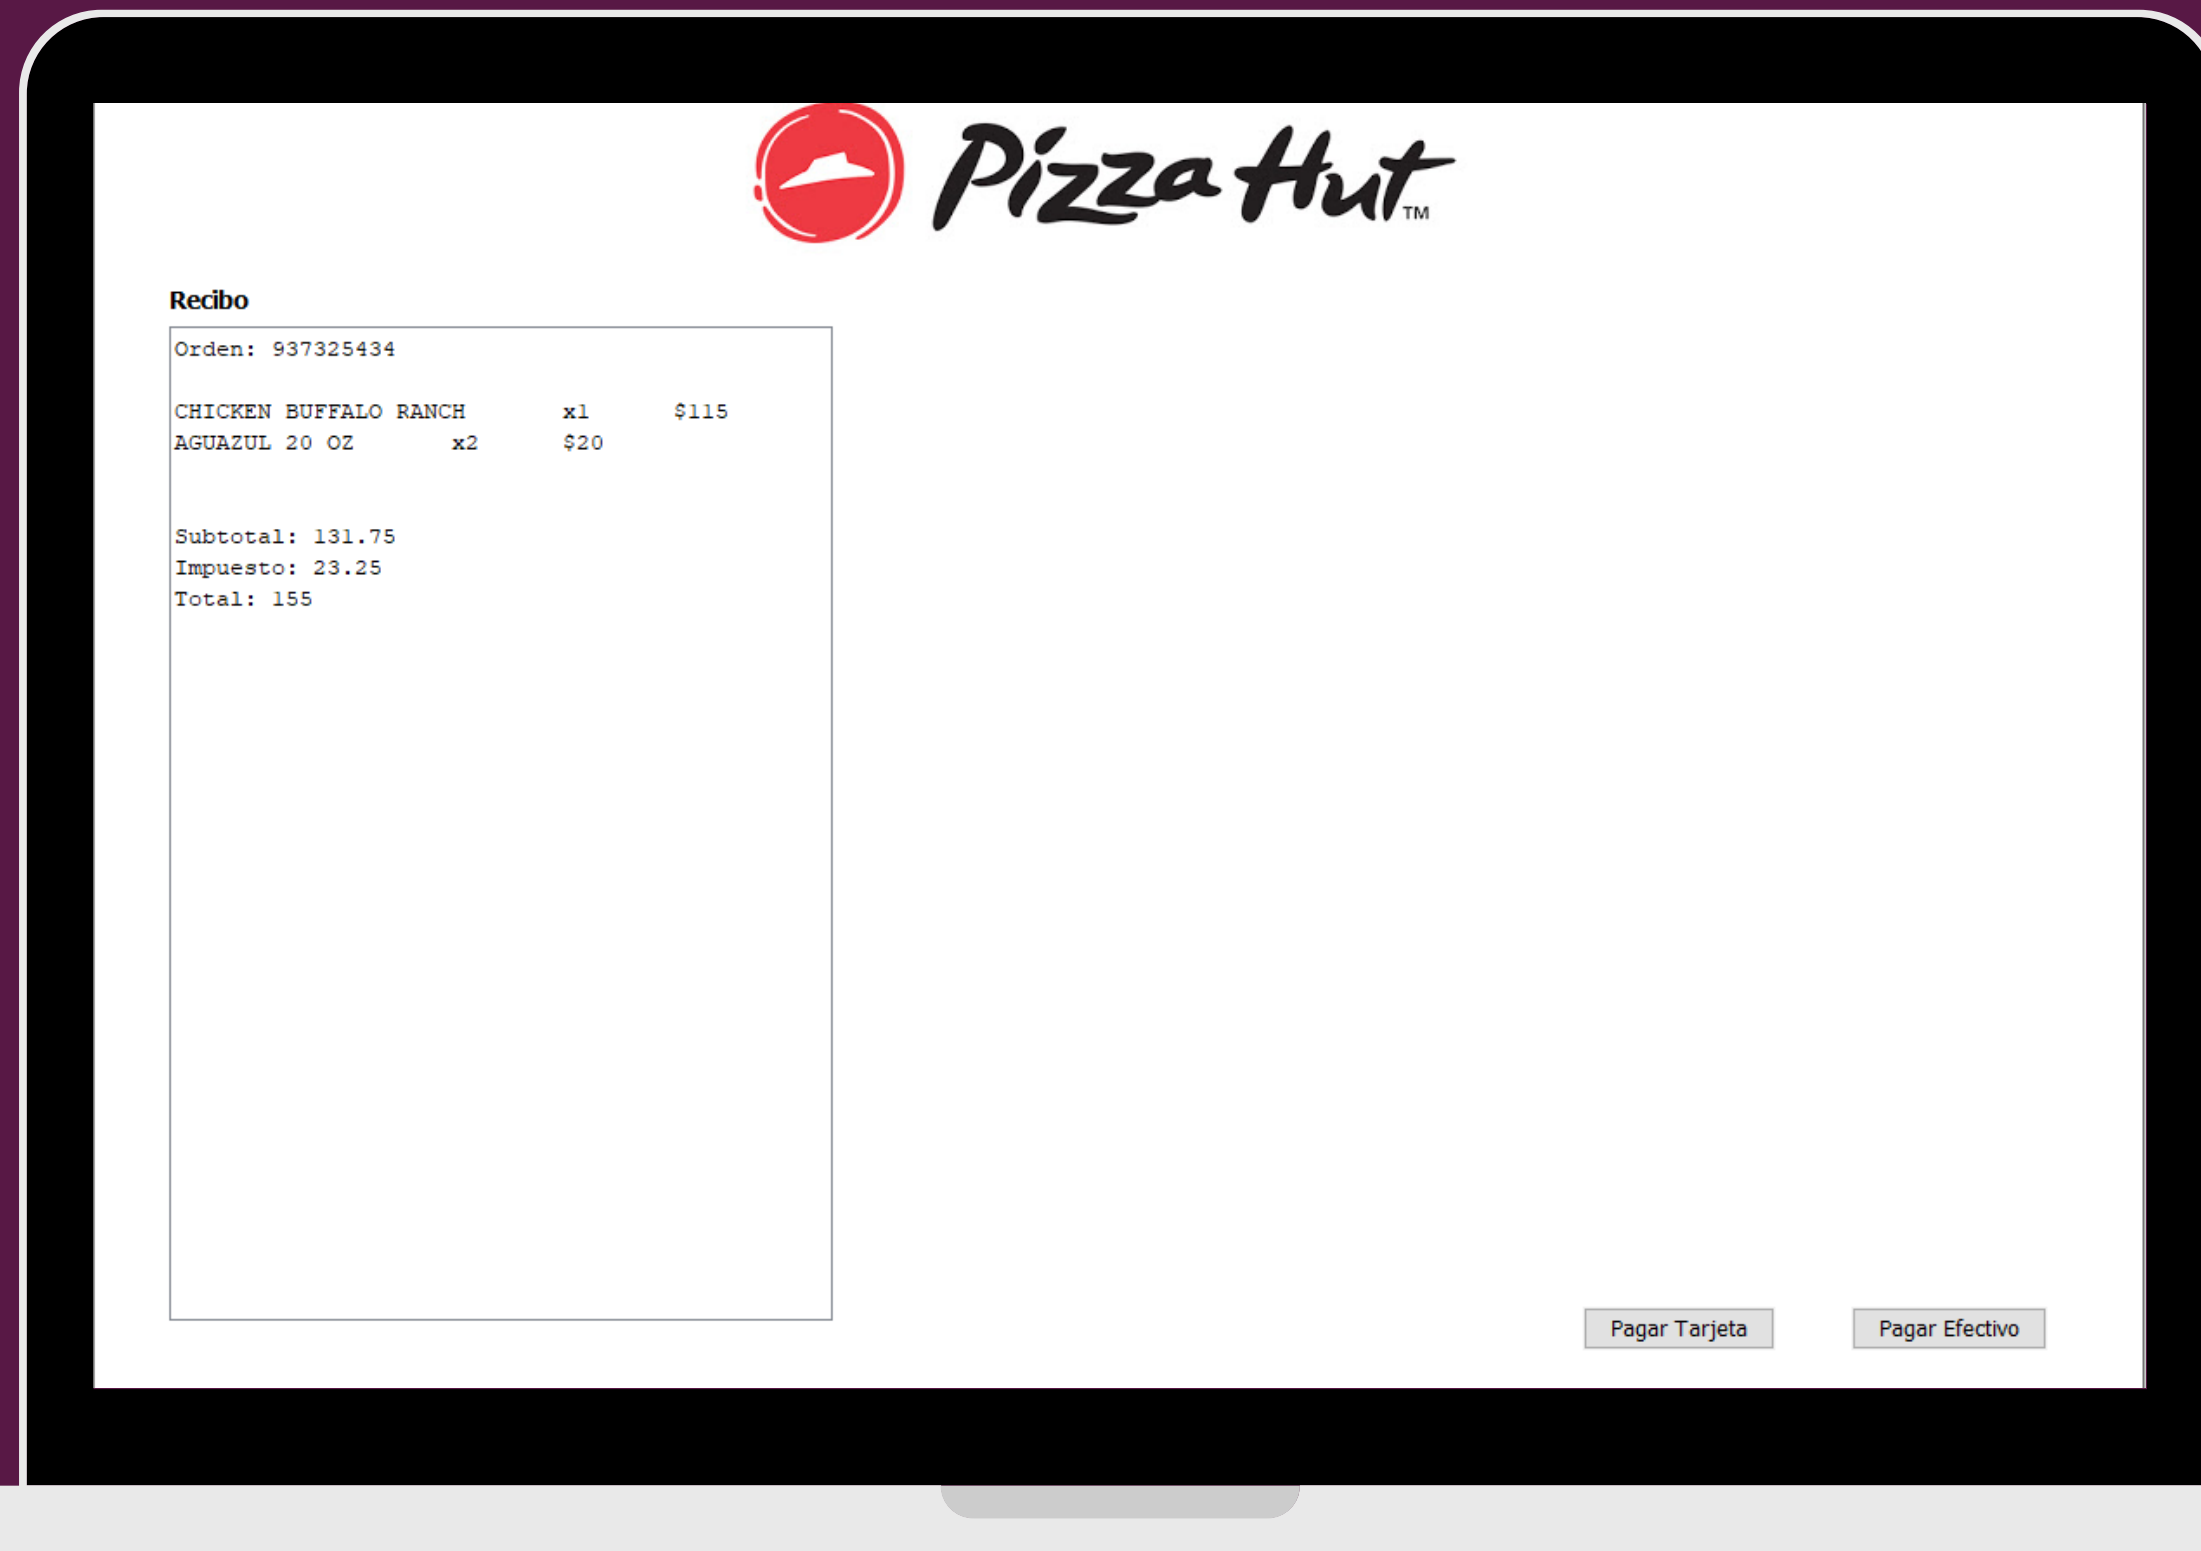 Pizza Hut™
Recibo
Orden: 937325434
CHICKEN BUFFALO RANCH x1 $115
AGUAZUL 20 OZ x2 $20
Subtotal: 131.75
Impuesto: 23.25
Total: 155
Pagar Tarjeta Pagar Efectivo